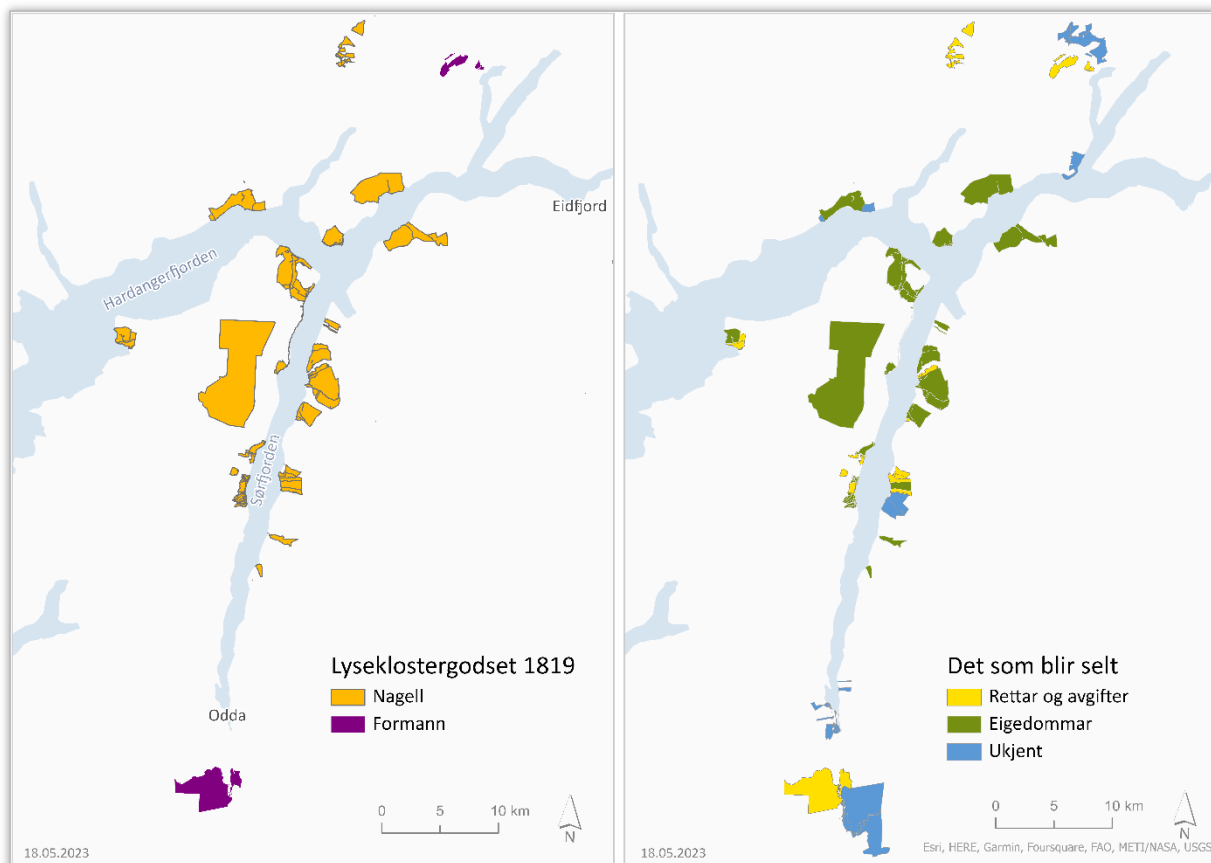 Eidfjord
Hardangerfjorden
Sørfjorden
Lyseklostergodset 1819
Nagell
Formann
Odda
0 5 10 km
N
18.05.2023
Det som blir selt
Rettar og avgifter
Eigedommar
Ukjent
0 5 10 km
N
18.05.2023
Esri, HERE, Garmin, Foursquare, FAO, METI/NASA, USGS